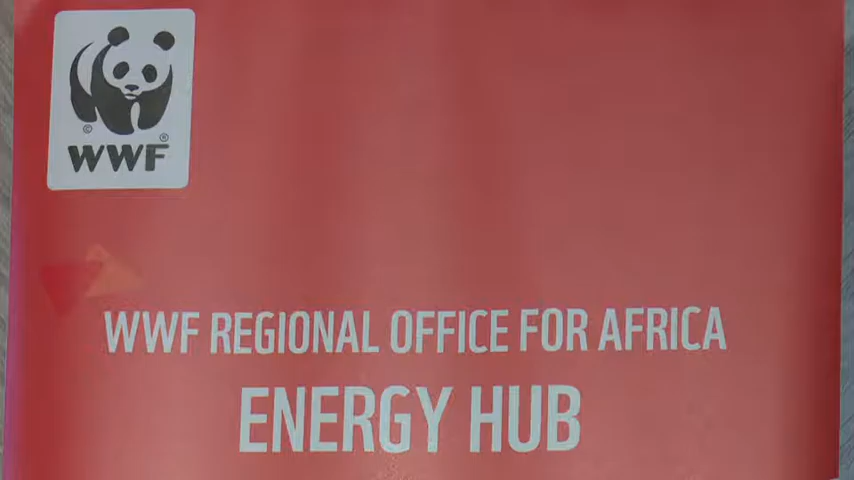 © ®
WWF
WWF REGIONAL OFFICE FOR AFRICA
ENERGY HUB